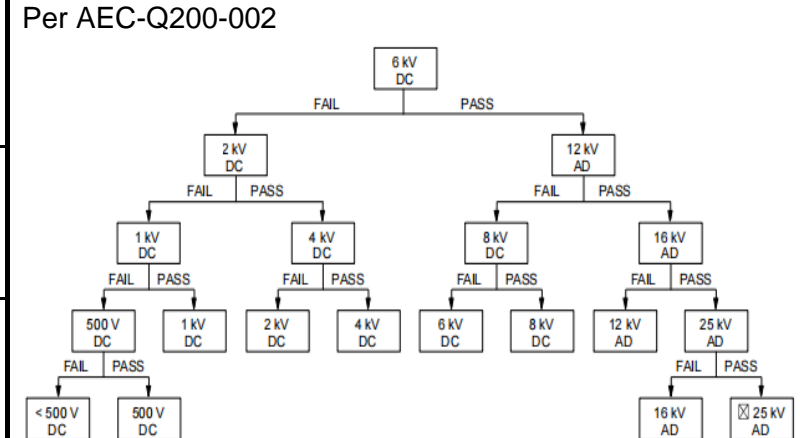 Per AEC-Q200-002
6 kV
DC
FAIL PASS
2 kV
DC
12 kV
AD
FAIL PASS
FAIL PASS
1 kV
DC
4 kV
DC
8 kV
DC
16 kV
AD
FAIL PASS
FAIL PASS
FAIL PASS
FAIL PASS
500 V
DC
1 kV
DC
2 kV
DC
4 kV
DC
6 kV
DC
8 kV
DC
12 kV
AD
25 kV
AD
FAIL PASS
FAIL PASS
< 500 V
DC
500 V
DC
16 kV
AD
25 kV
AD